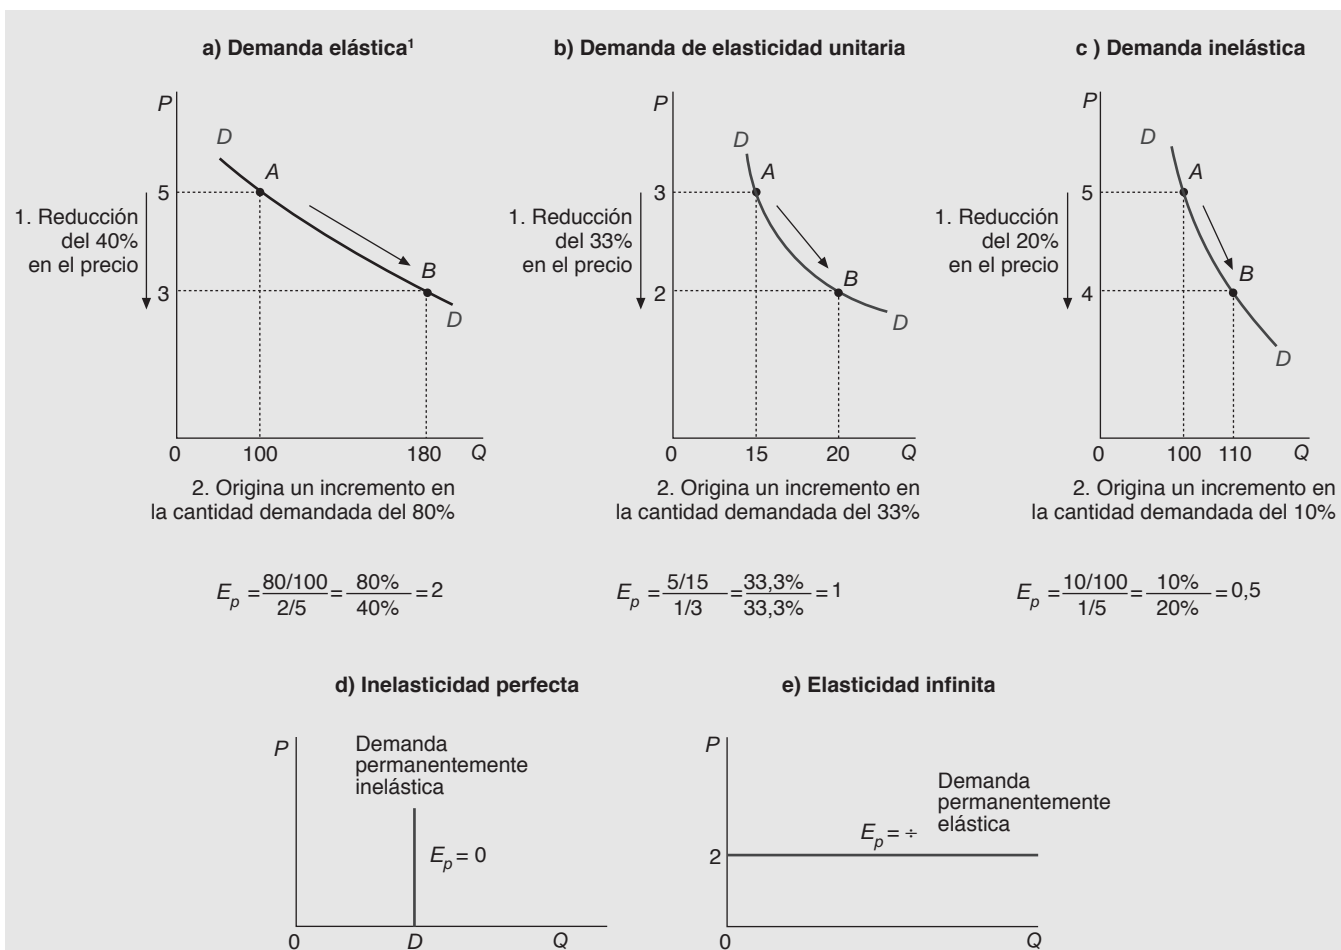 a) Demanda elástica¹
P
D
A
5
1. Reducción
del 40%
en el precio
B
3
D
0
100
180
Q
2. Origina un incremento en
la cantidad demandada del 80%
E_p = 80/100 / 2/5 = 80% / 40% = 2
b) Demanda de elasticidad unitaria
P
D
A
3
1. Reducción
del 33%
en el precio
B
2
D
0
15
20
Q
2. Origina un incremento en
la cantidad demandada del 33%
E_p = 5/15 / 1/3 = 33,3% / 33,3% = 1
c ) Demanda inelástica
P
D
A
5
1. Reducción
del 20%
en el precio
B
4
D
0
100
110
Q
2. Origina un incremento en
la cantidad demandada del 10%
E_p = 10/100 / 1/5 = 10% / 20% = 0,5
d) Inelasticidad perfecta
P
Demanda
permanentemente
inelástica
E_p = 0
0
D
Q
e) Elasticidad infinita
P
Demanda
permanentemente
elástica
E_p = ÷
2
0
Q